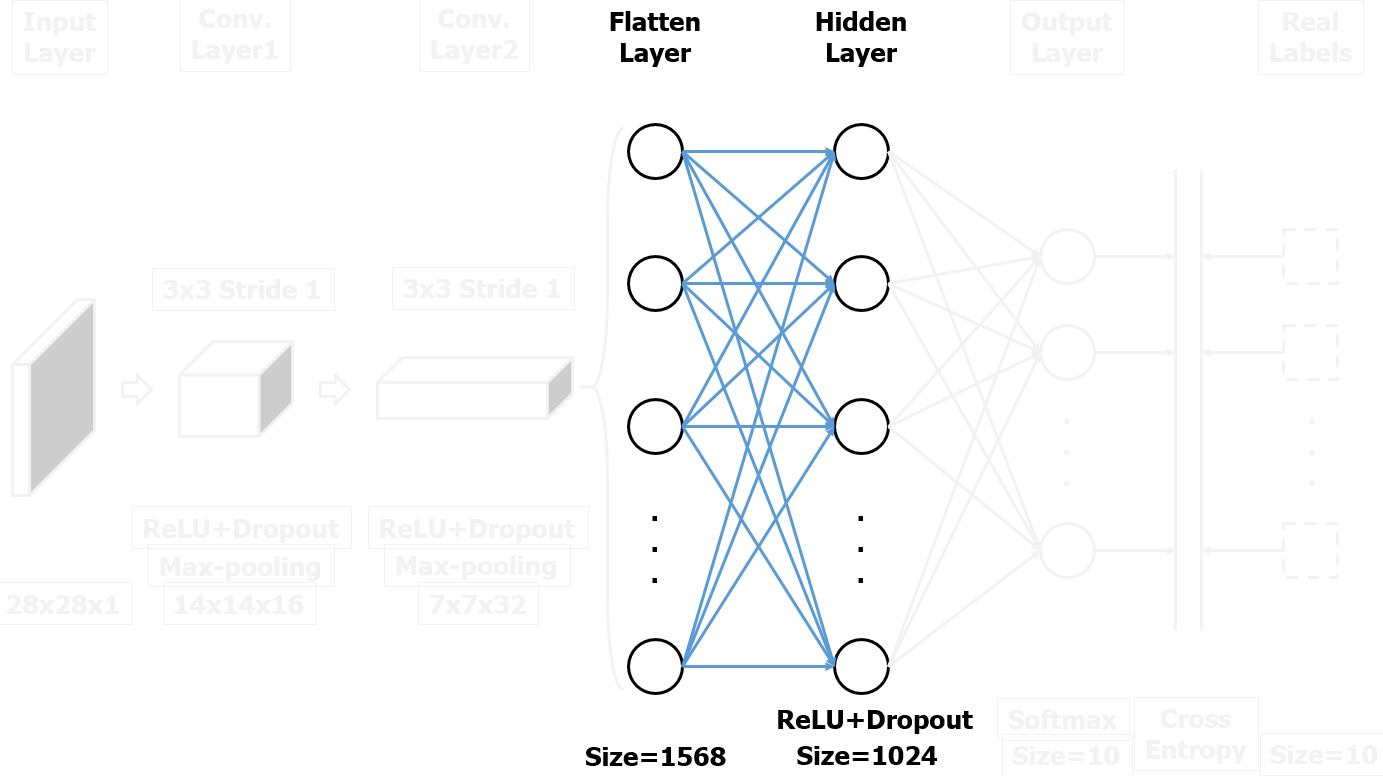 Input
Layer
Conv.
Layer1
Conv.
Layer2
Flatten
Layer
Hidden
Layer
Output
Layer
Real
Labels
3x3 Stride 1
3x3 Stride 1
ReLU+Dropout
Max-pooling
28x28x1
14x14x16
ReLU+Dropout
Max-pooling
7x7x32
Size=1568
ReLU+Dropout
Size=1024
Softmax
Size=10
Cross
Entropy
Size=10